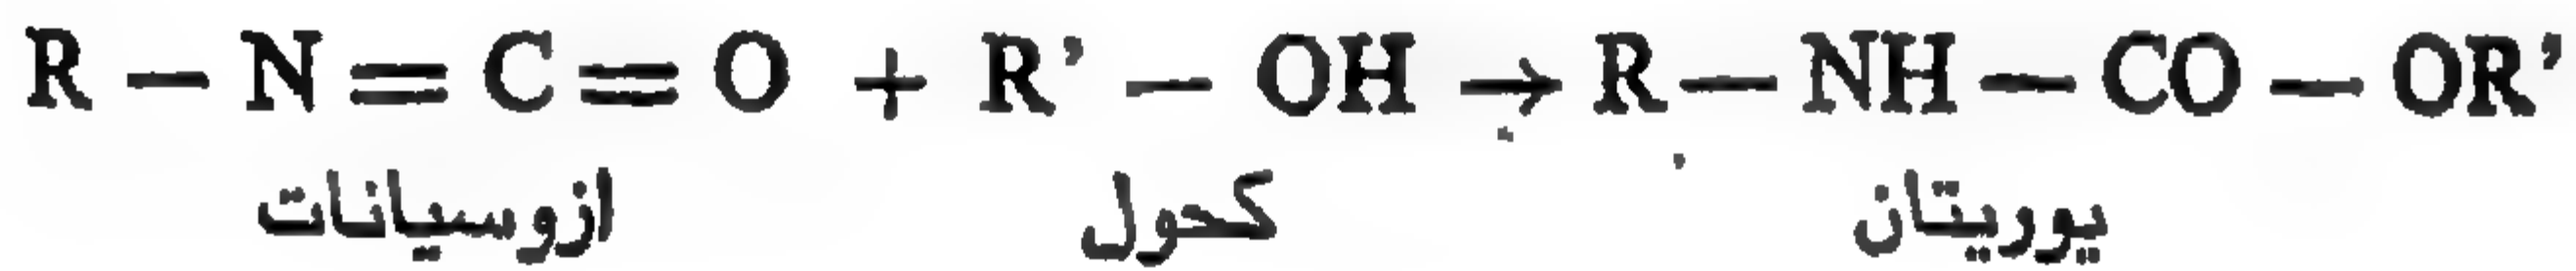 R — N = C = O + R' — OH → R — NH — CO — OR'
ازوسيانات كحول يوريتان